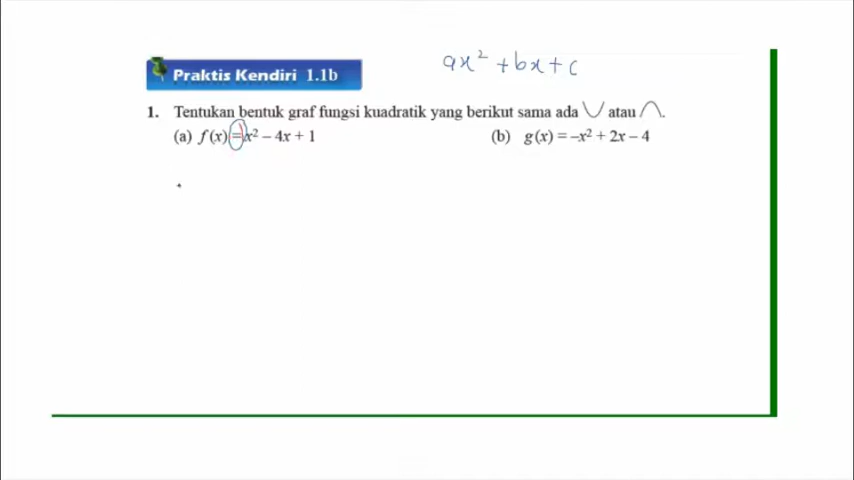 ax² + bx + c
Praktis Kendiri 1.1b
1. Tentukan bentuk graf fungsi kuadratik yang berikut sama ada ∪ atau ∩.
(a) f(x) = x² – 4x + 1 (b) g(x) = –x² + 2x – 4